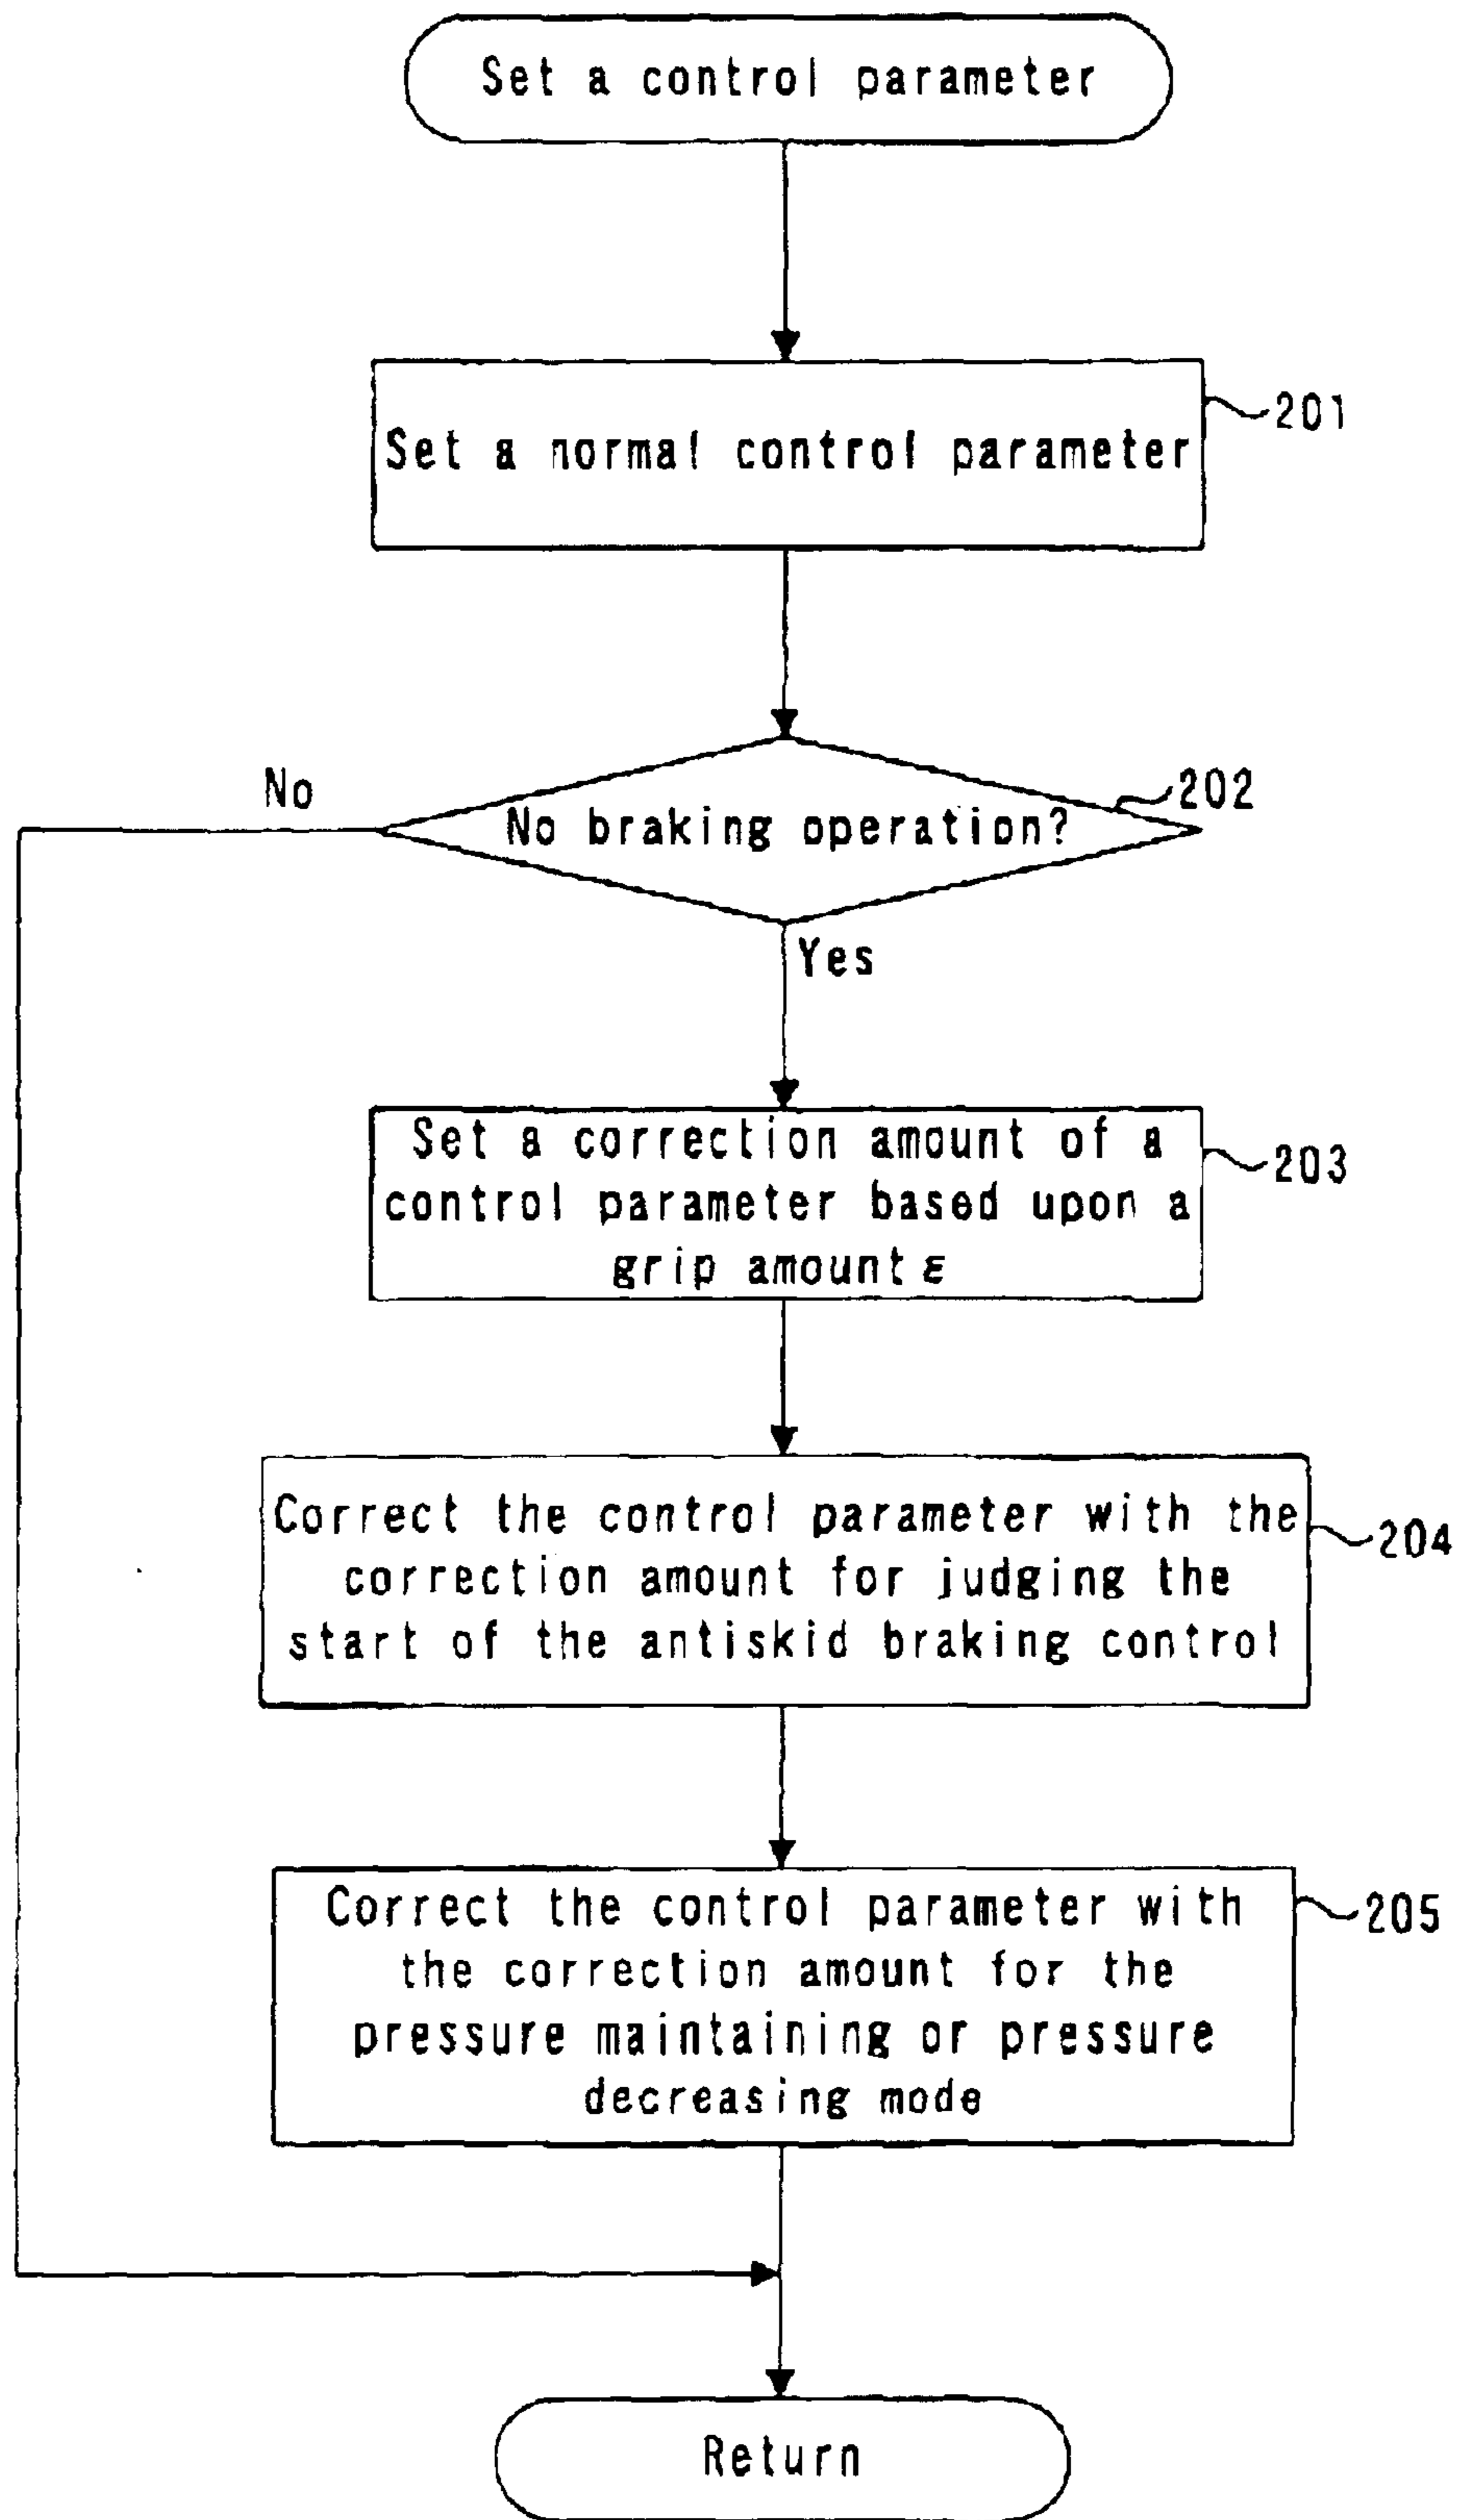 Set a control parameter
Set a normal control parameter
201
No
No braking operation?
202
Yes
Set a correction amount of a
control parameter based upon a
grip amount ε
203
Correct the control parameter with the
correction amount for judging the
start of the antiskid braking control
204
Correct the control parameter with
the correction amount for the
pressure maintaining or pressure
decreasing mode
205
Return